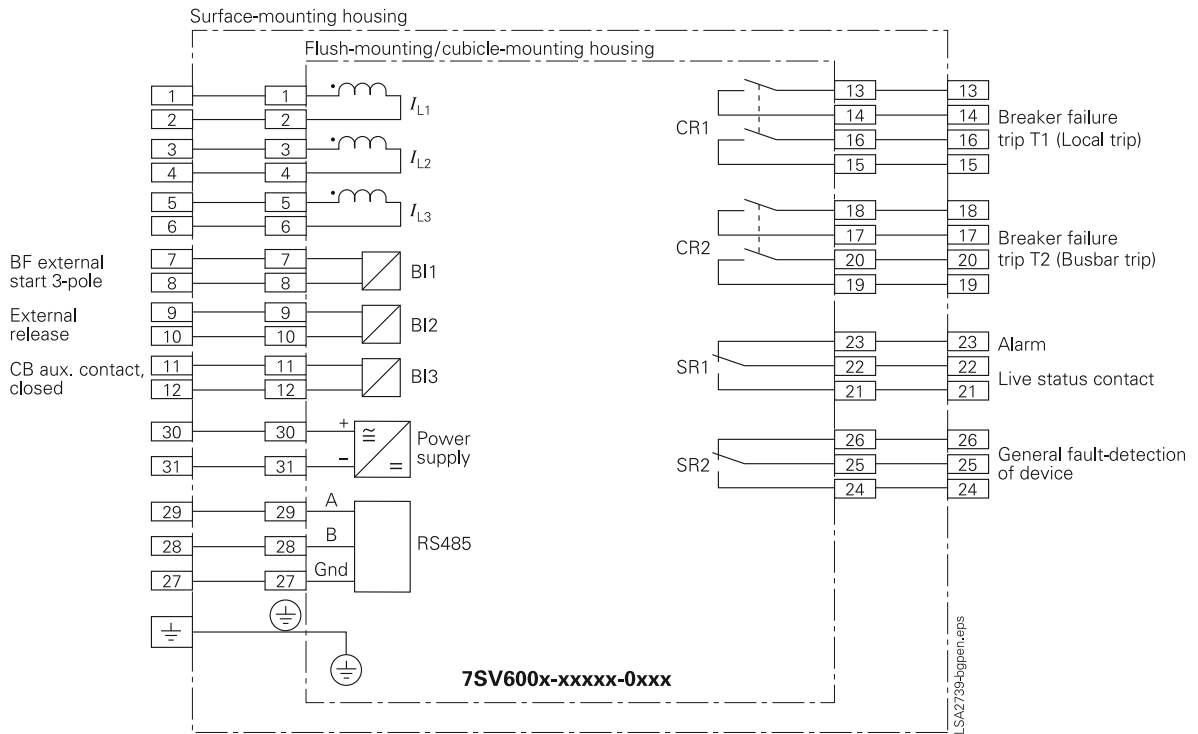 Surface-mounting housing
Flush-mounting/cubicle-mounting housing
1 1 I L1
2 2
3 3 I L2
4 4
5 5 I L3
6 6
BF external
start 3-pole
7 7 BI1
8 8
External
release
9 9 BI2
10 10
CB aux. contact,
closed
11 11 BI3
12 12
30 30 + ≅ =
Power
supply
31 31 –
29 29 A
28 28 B RS485
27 27 Gnd
CR1
13 13
14 14
16 16
15 15
Breaker failure
trip T1 (Local trip)
CR2
18 18
17 17
20 20
19 19
Breaker failure
trip T2 (Busbar trip)
SR1
23 23 Alarm
22 22
21 21
Live status contact
SR2
26 26
25 25
24 24
General fault-detection
of device
7SV600x-xxxxx-0xxx
LSA2739-bgpen.eps